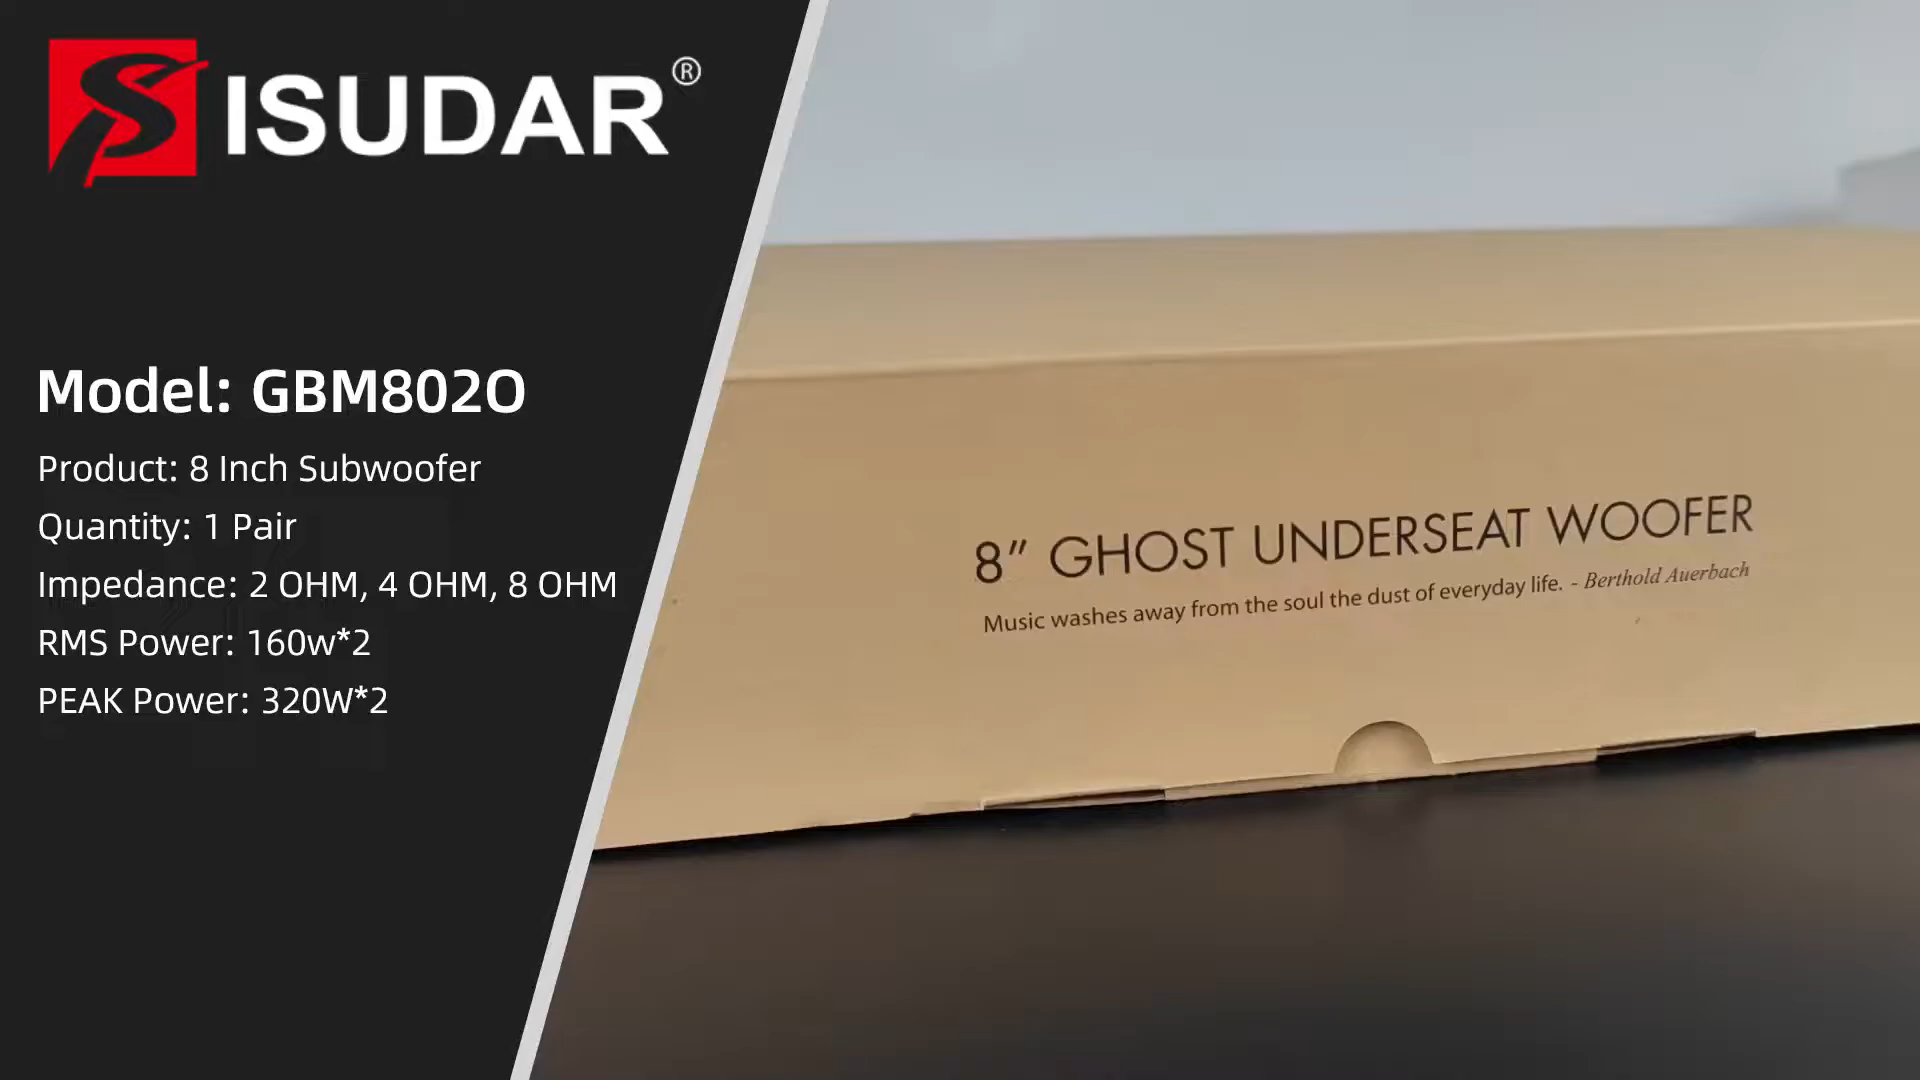 ISUDAR®
Model: GBM802O
Product: 8 Inch Subwoofer
Quantity: 1 Pair
Impedance: 2 OHM, 4 OHM, 8 OHM
RMS Power: 160w*2
PEAK Power: 320W*2
8” GHOST UNDERSEAT WOOFER
Music washes away from the soul the dust of everyday life. - Berthold Auerbach